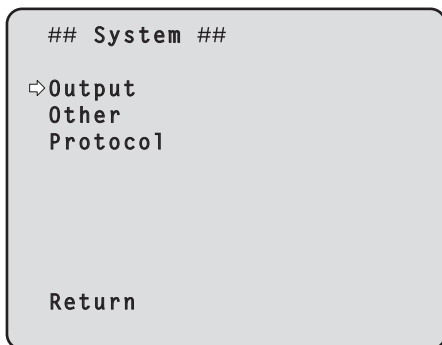 ## System ##
⇨Output
Other
Protocol
Return